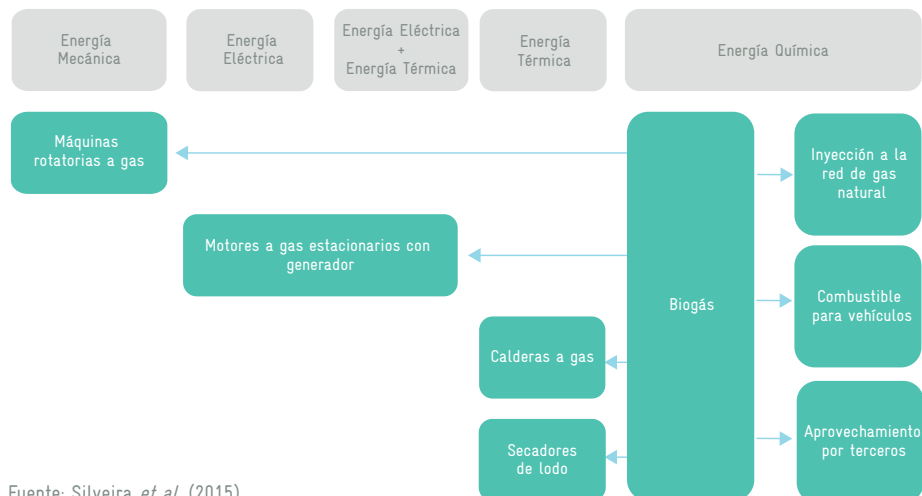 Energía
Mecánica
Energía
Eléctrica
Energía Eléctrica
+
Energía Térmica
Energía
Térmica
Energía Química
Máquinas
rotatorias a gas
Motores a gas estacionarios con
generador
Calderas a gas
Secadores
de lodo
Biogás
Inyección a la
red de gas
natural
Combustible
para vehículos
Aprovechamiento
por terceros
Fuente: Silveira et al. (2015)